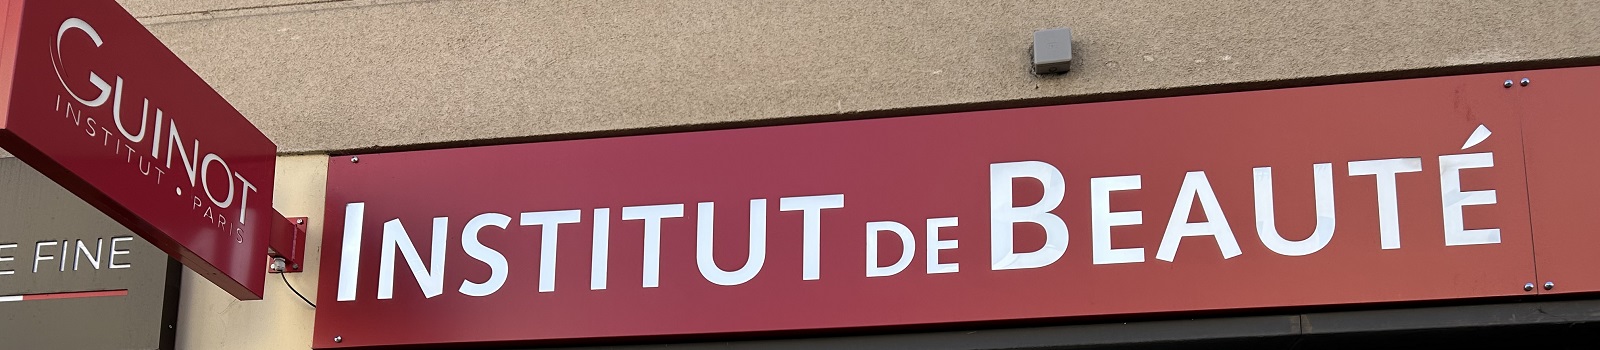 GUINOT
INSTITUT • PARIS
E FINE
INSTITUT DE BEAUTÉ